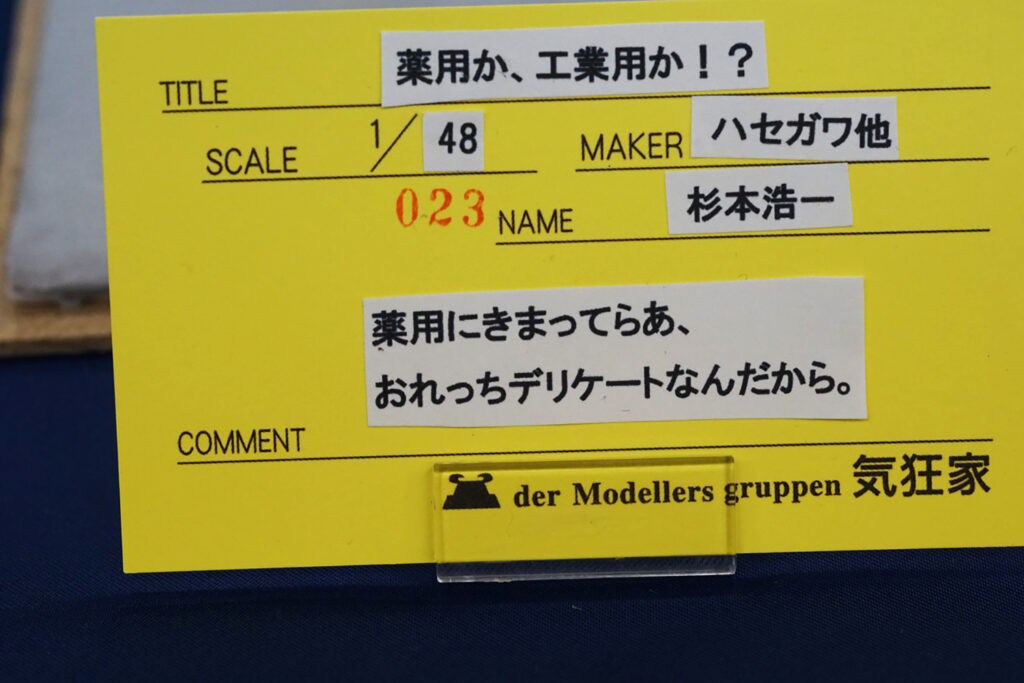 TITLE 薬用か、工業用か！？
SCALE 1/48 MAKER ハセガワ他
023 NAME 杉本浩一
薬用にきまってらあ、
おれっちデリケートなんだから。
COMMENT
der Modellers gruppen 気狂家